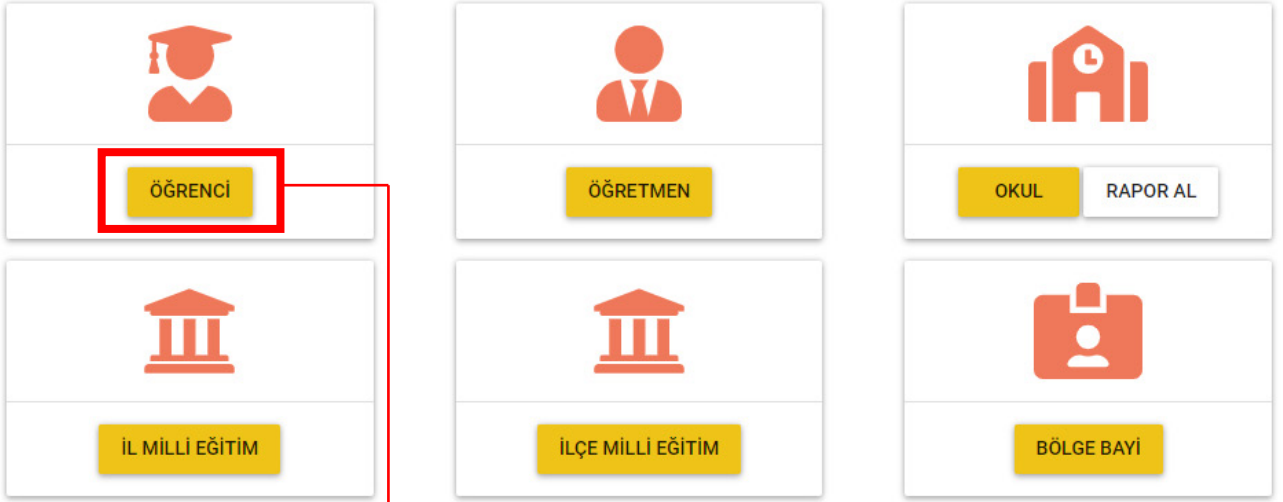 ÖĞRENCİ
ÖĞRETMEN
OKUL
RAPOR AL
İL MİLLİ EĞİTİM
İLÇE MİLLİ EĞİTİM
BÖLGE BAYİ